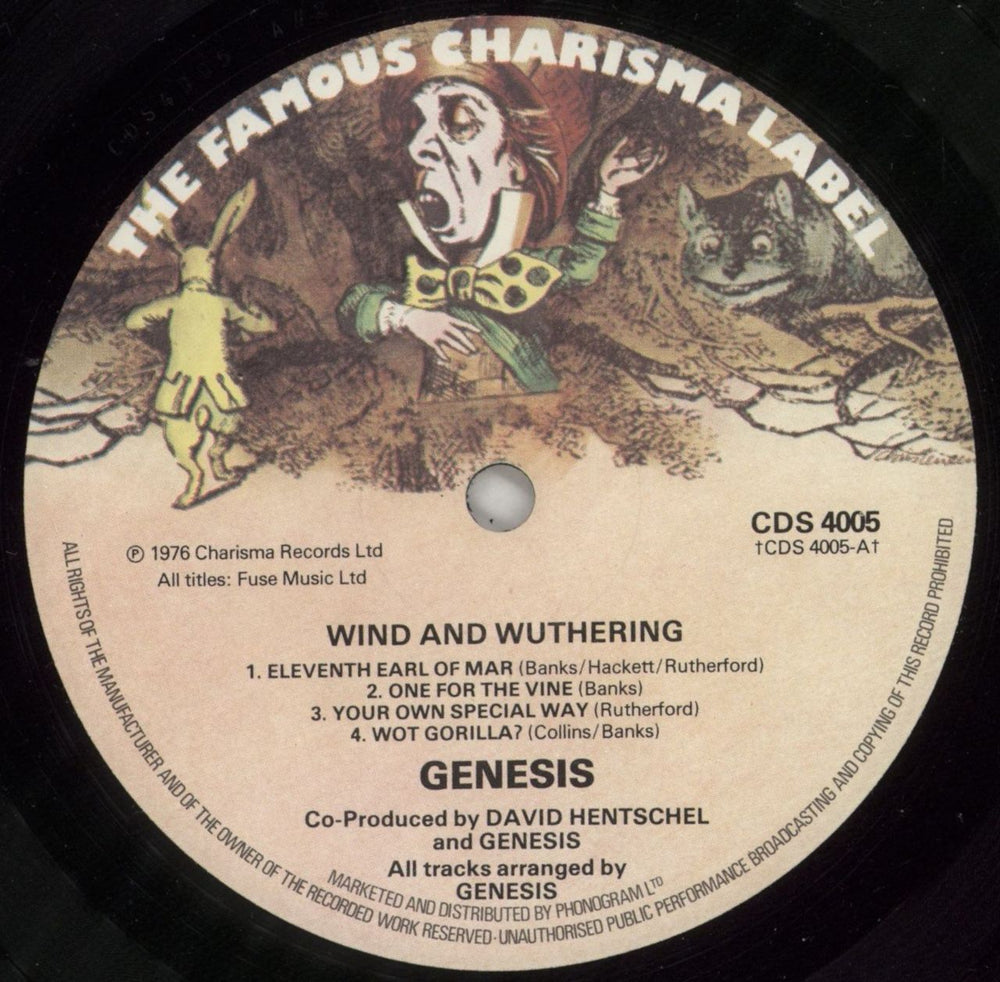 THE FAMOUS CHARISMA LABEL
℗ 1976 Charisma Records Ltd
All titles: Fuse Music Ltd
CDS 4005
†CDS 4005-A†
WIND AND WUTHERING
1. ELEVENTH EARL OF MAR (Banks/Hackett/Rutherford)
2. ONE FOR THE VINE (Banks)
3. YOUR OWN SPECIAL WAY (Rutherford)
4. WOT GORILLA? (Collins/Banks)
GENESIS
Co-Produced by DAVID HENTSCHEL
and GENESIS
All tracks arranged by
GENESIS
MARKETED AND DISTRIBUTED BY PHONOGRAM LTD
ALL RIGHTS OF THE MANUFACTURER AND OF THE OWNER OF THE RECORDED WORK RESERVED·UNAUTHORISED PUBLIC PERFORMANCE BROADCASTING AND COPYING OF THIS RECORD PROHIBITED